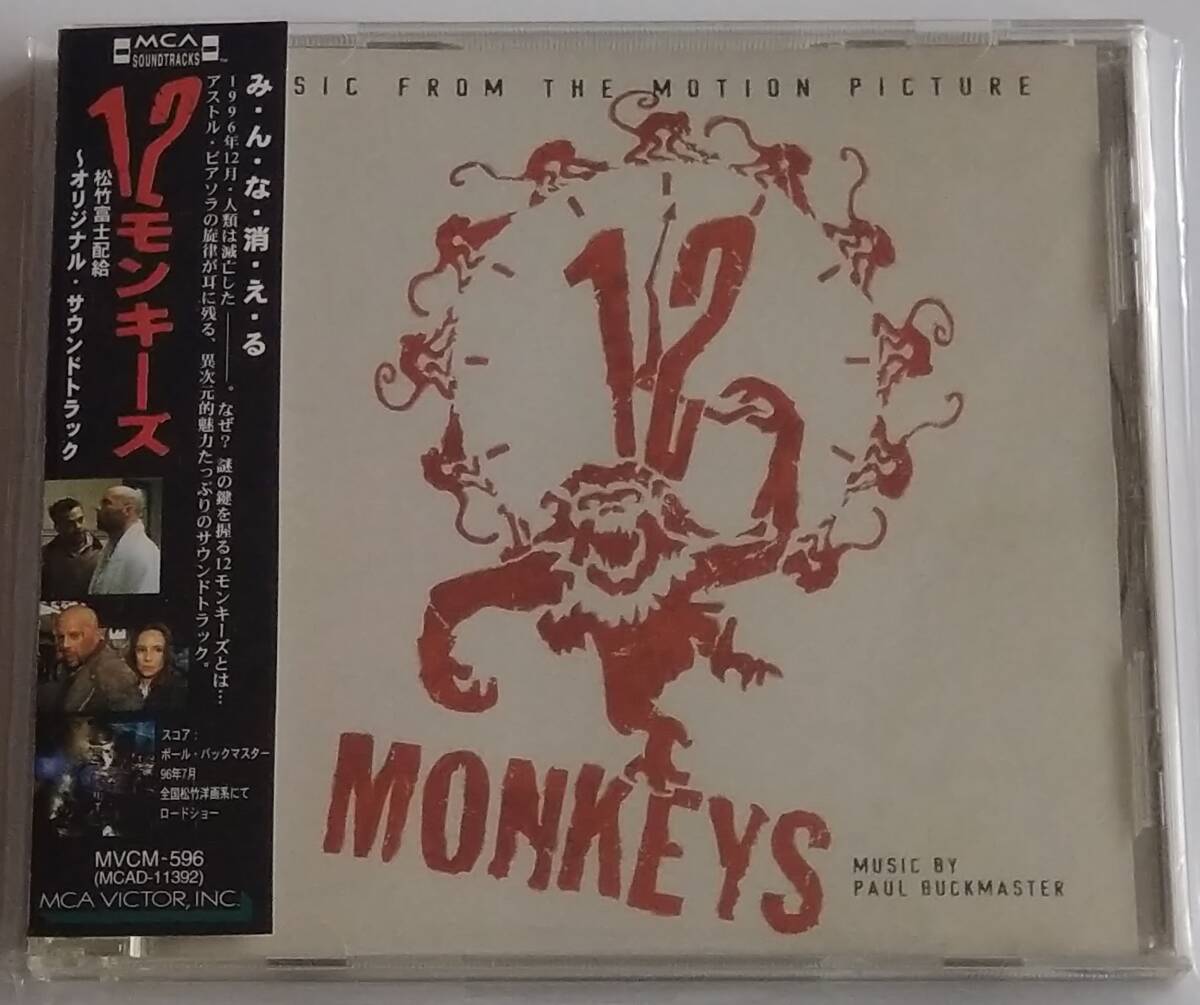 MCA
SOUNDTRACKS
TM
み・ん・な・消・え・る
1996年12月・人類は滅亡した────。なぜ? 謎の鍵を握る12モンキーズとは…
アストル・ピアソラの旋律が耳に残る、異次元的魅力たっぷりのサウンドトラック。
12モンキーズ
松竹富士配給
〜オリジナル・サウンドトラック
スコア:
ポール・バックマスター
96年7月
全国松竹洋画系にて
ロードショー
MVCM-596
(MCAD-11392)
MCA VICTOR, INC.
SIC FROM THE MOTION PICTURE
12
MONKEYS
MUSIC BY
PAUL BUCKMASTER